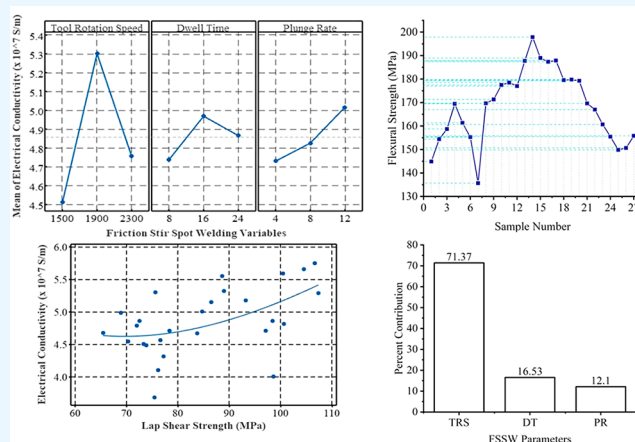 Tool Rotation Speed Dwell Time Plunge Rate
Mean of Electrical Conductivity (x 10^7 S/m)
5.4
5.3
5.2
5.1
5.0
4.9
4.8
4.7
4.6
4.5
1500 1900 2300 8 16 24 4 8 12
Friction Stir Spot Welding Variables
Flexural Strength (MPa)
200
190
180
170
160
150
140
130
0 3 6 9 12 15 18 21 24 27
Sample Number
Electrical Conductivity (x 10^7 S/m)
6.0
5.5
5.0
4.5
4.0
60 70 80 90 100 110
Lap Shear Strength (MPa)
Percent Contribution
80
70
60
50
40
30
20
10
0
71.37
16.53
12.1
TRS DT PR
FSSW Parameters